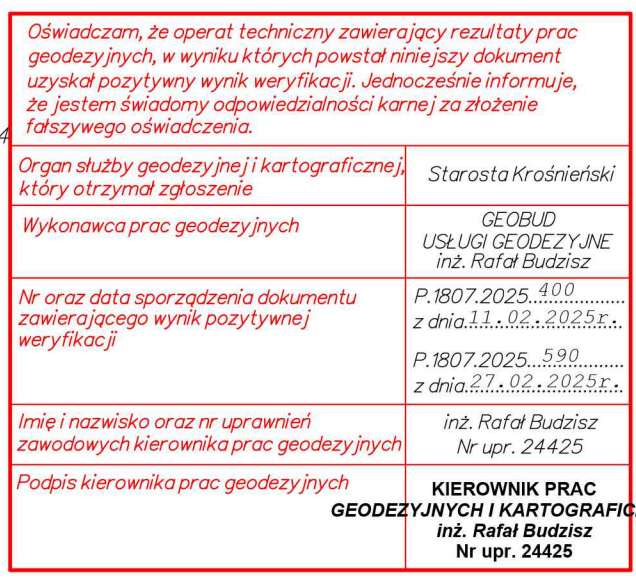 Oświadczam, że operat techniczny zawierający rezultaty prac
geodezyjnych, w wyniku których powstał niniejszy dokument
uzyskał pozytywny wynik weryfikacji. Jednocześnie informuje,
że jestem świadomy odpowiedzialności karnej za złożenie
fałszywego oświadczenia.
4
Organ służby geodezyjnej i kartograficznej,
który otrzymał zgłoszenie
Starosta Krośnieński
Wykonawca prac geodezyjnych
GEOBUD
USŁUGI GEODEZYJNE
inż. Rafał Budzisz
Nr oraz data sporządzenia dokumentu
zawierającego wynik pozytywnej
weryfikacji
P.1807.2025..400..........
z dnia.11.02.2025r..
P.1807.2025...590........
z dnia.27.02.2025r..
Imię i nazwisko oraz nr uprawnień
zawodowych kierownika prac geodezyjnych
inż. Rafał Budzisz
Nr upr. 24425
Podpis kierownika prac geodezyjnych
KIEROWNIK PRAC
GEODEZYJNYCH I KARTOGRAFIC
inż. Rafał Budzisz
Nr upr. 24425